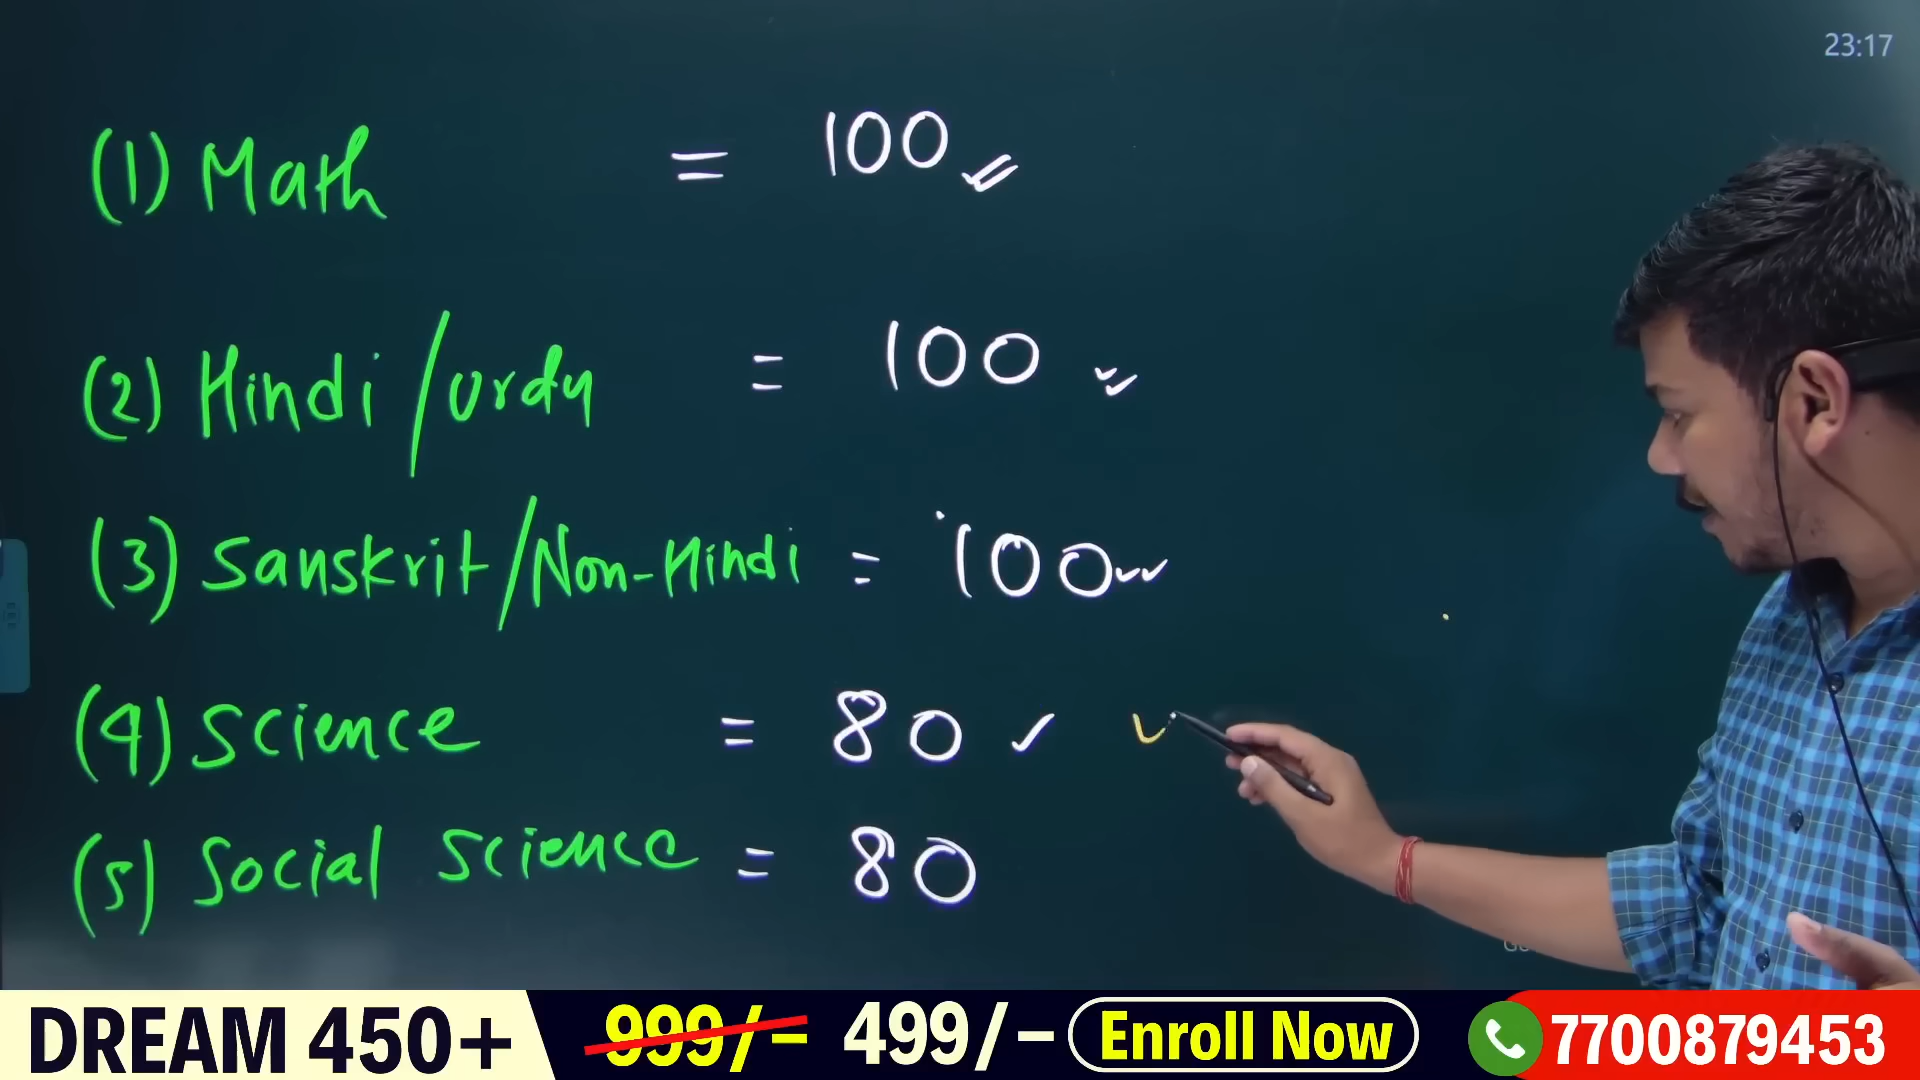 23:17
(1) Math = 100
(2) Hindi/Urdu = 100
(3) Sanskrit/Non-Hindi = 100
(4) Science = 80
(5) Social Science = 80
DREAM 450+ 999/- 499/- Enroll Now 7700879453